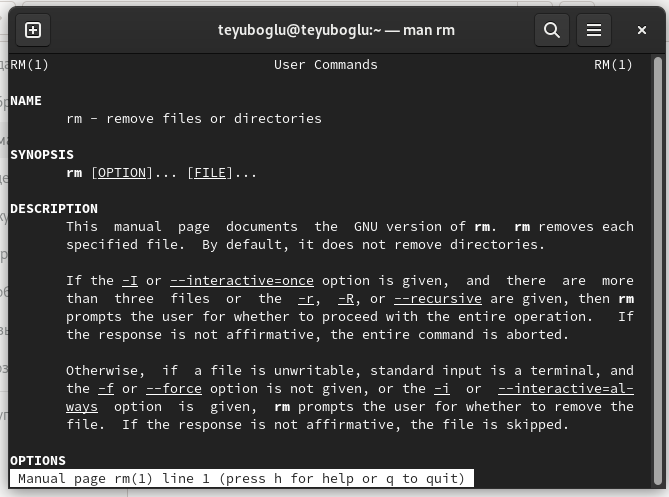 teyuboglu@teyuboglu:~ — man rm
RM(1) User Commands RM(1)
NAME
rm - remove files or directories
SYNOPSIS
rm [OPTION]... [FILE]...
DESCRIPTION
This manual page documents the GNU version of rm. rm removes each
specified file. By default, it does not remove directories.
If the -I or --interactive=once option is given, and there are more
than three files or the -r, -R, or --recursive are given, then rm
prompts the user for whether to proceed with the entire operation. If
the response is not affirmative, the entire command is aborted.
Otherwise, if a file is unwritable, standard input is a terminal, and
the -f or --force option is not given, or the -i or --interactive=al-
ways option is given, rm prompts the user for whether to remove the
file. If the response is not affirmative, the file is skipped.
OPTIONS
Manual page rm(1) line 1 (press h for help or q to quit)